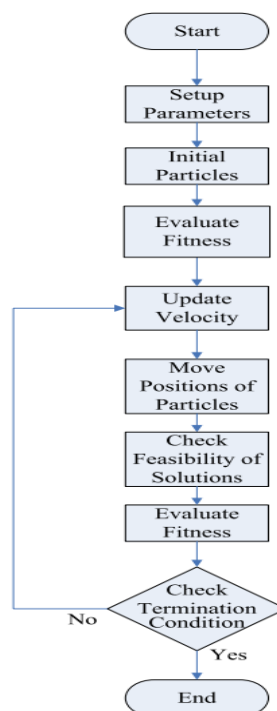 Start
Setup
Parameters
Initial
Particles
Evaluate
Fitness
Update
Velocity
Move
Positions of
Particles
Check
Feasibility of
Solutions
Evaluate
Fitness
Check
Termination
Condition
No
Yes
End